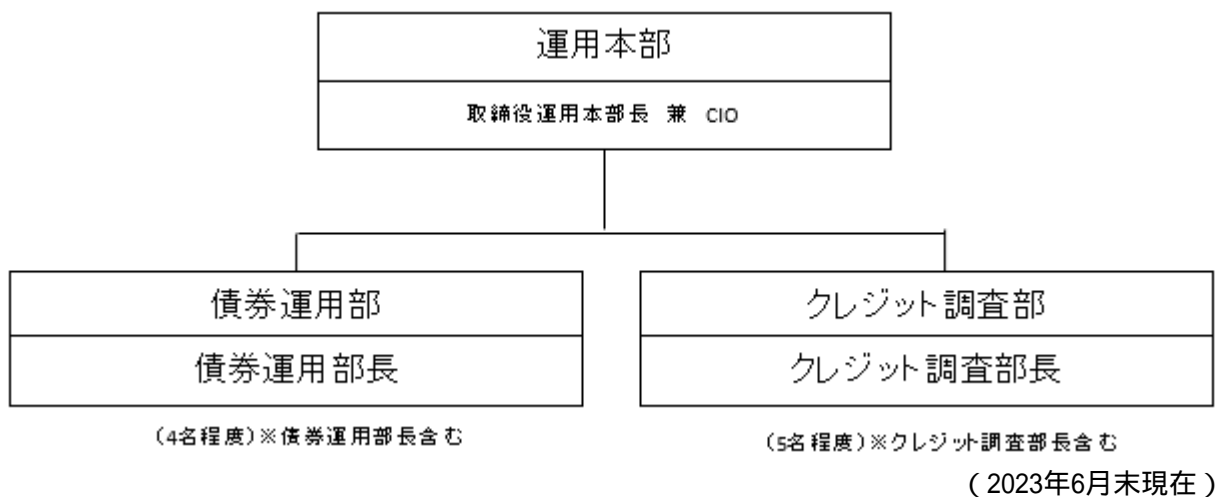 運用本部
取締役運用本部長 兼 CIO
債券運用部
債券運用部長
(4名程度)※債券運用部長含む
クレジット調査部
クレジット調査部長
(5名程度)※クレジット調査部長含む
(2023年6月末現在)